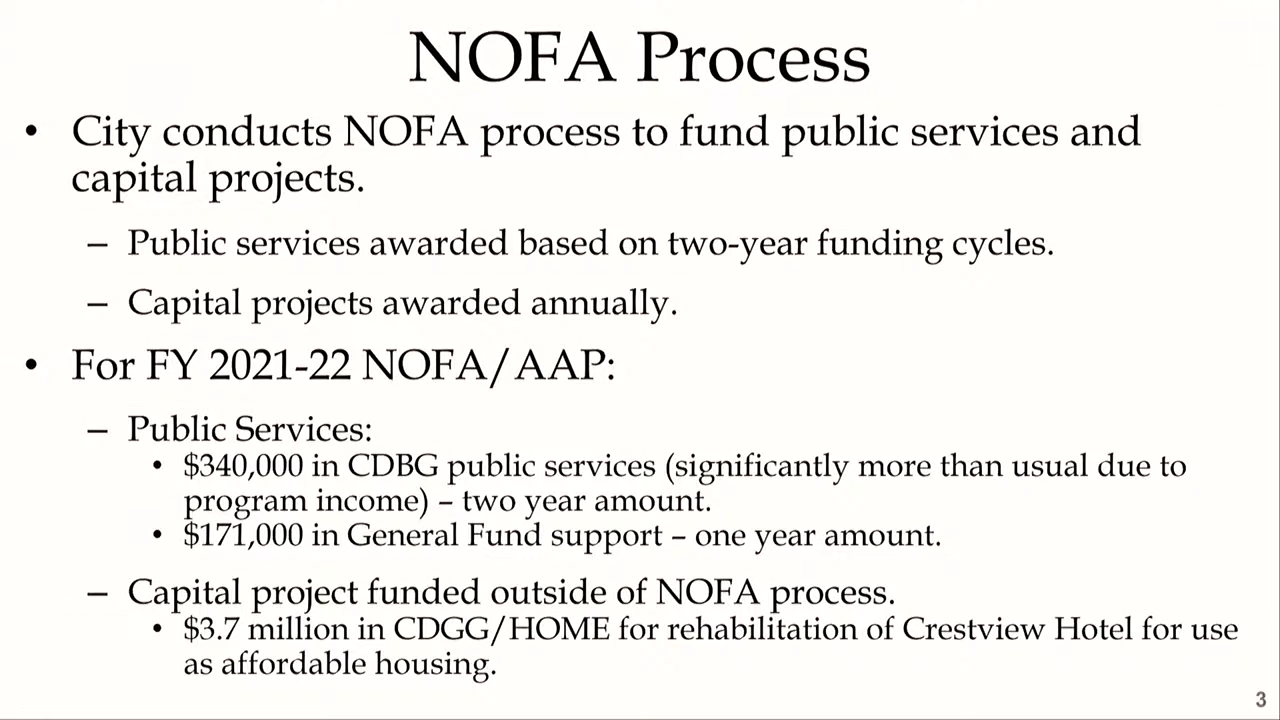 NOFA Process
• City conducts NOFA process to fund public services and
capital projects.
– Public services awarded based on two-year funding cycles.
– Capital projects awarded annually.
• For FY 2021-22 NOFA/AAP:
– Public Services:
• $340,000 in CDBG public services (significantly more than usual due to
program income) – two year amount.
• $171,000 in General Fund support – one year amount.
– Capital project funded outside of NOFA process.
• $3.7 million in CDGG/HOME for rehabilitation of Crestview Hotel for use
as affordable housing.
3